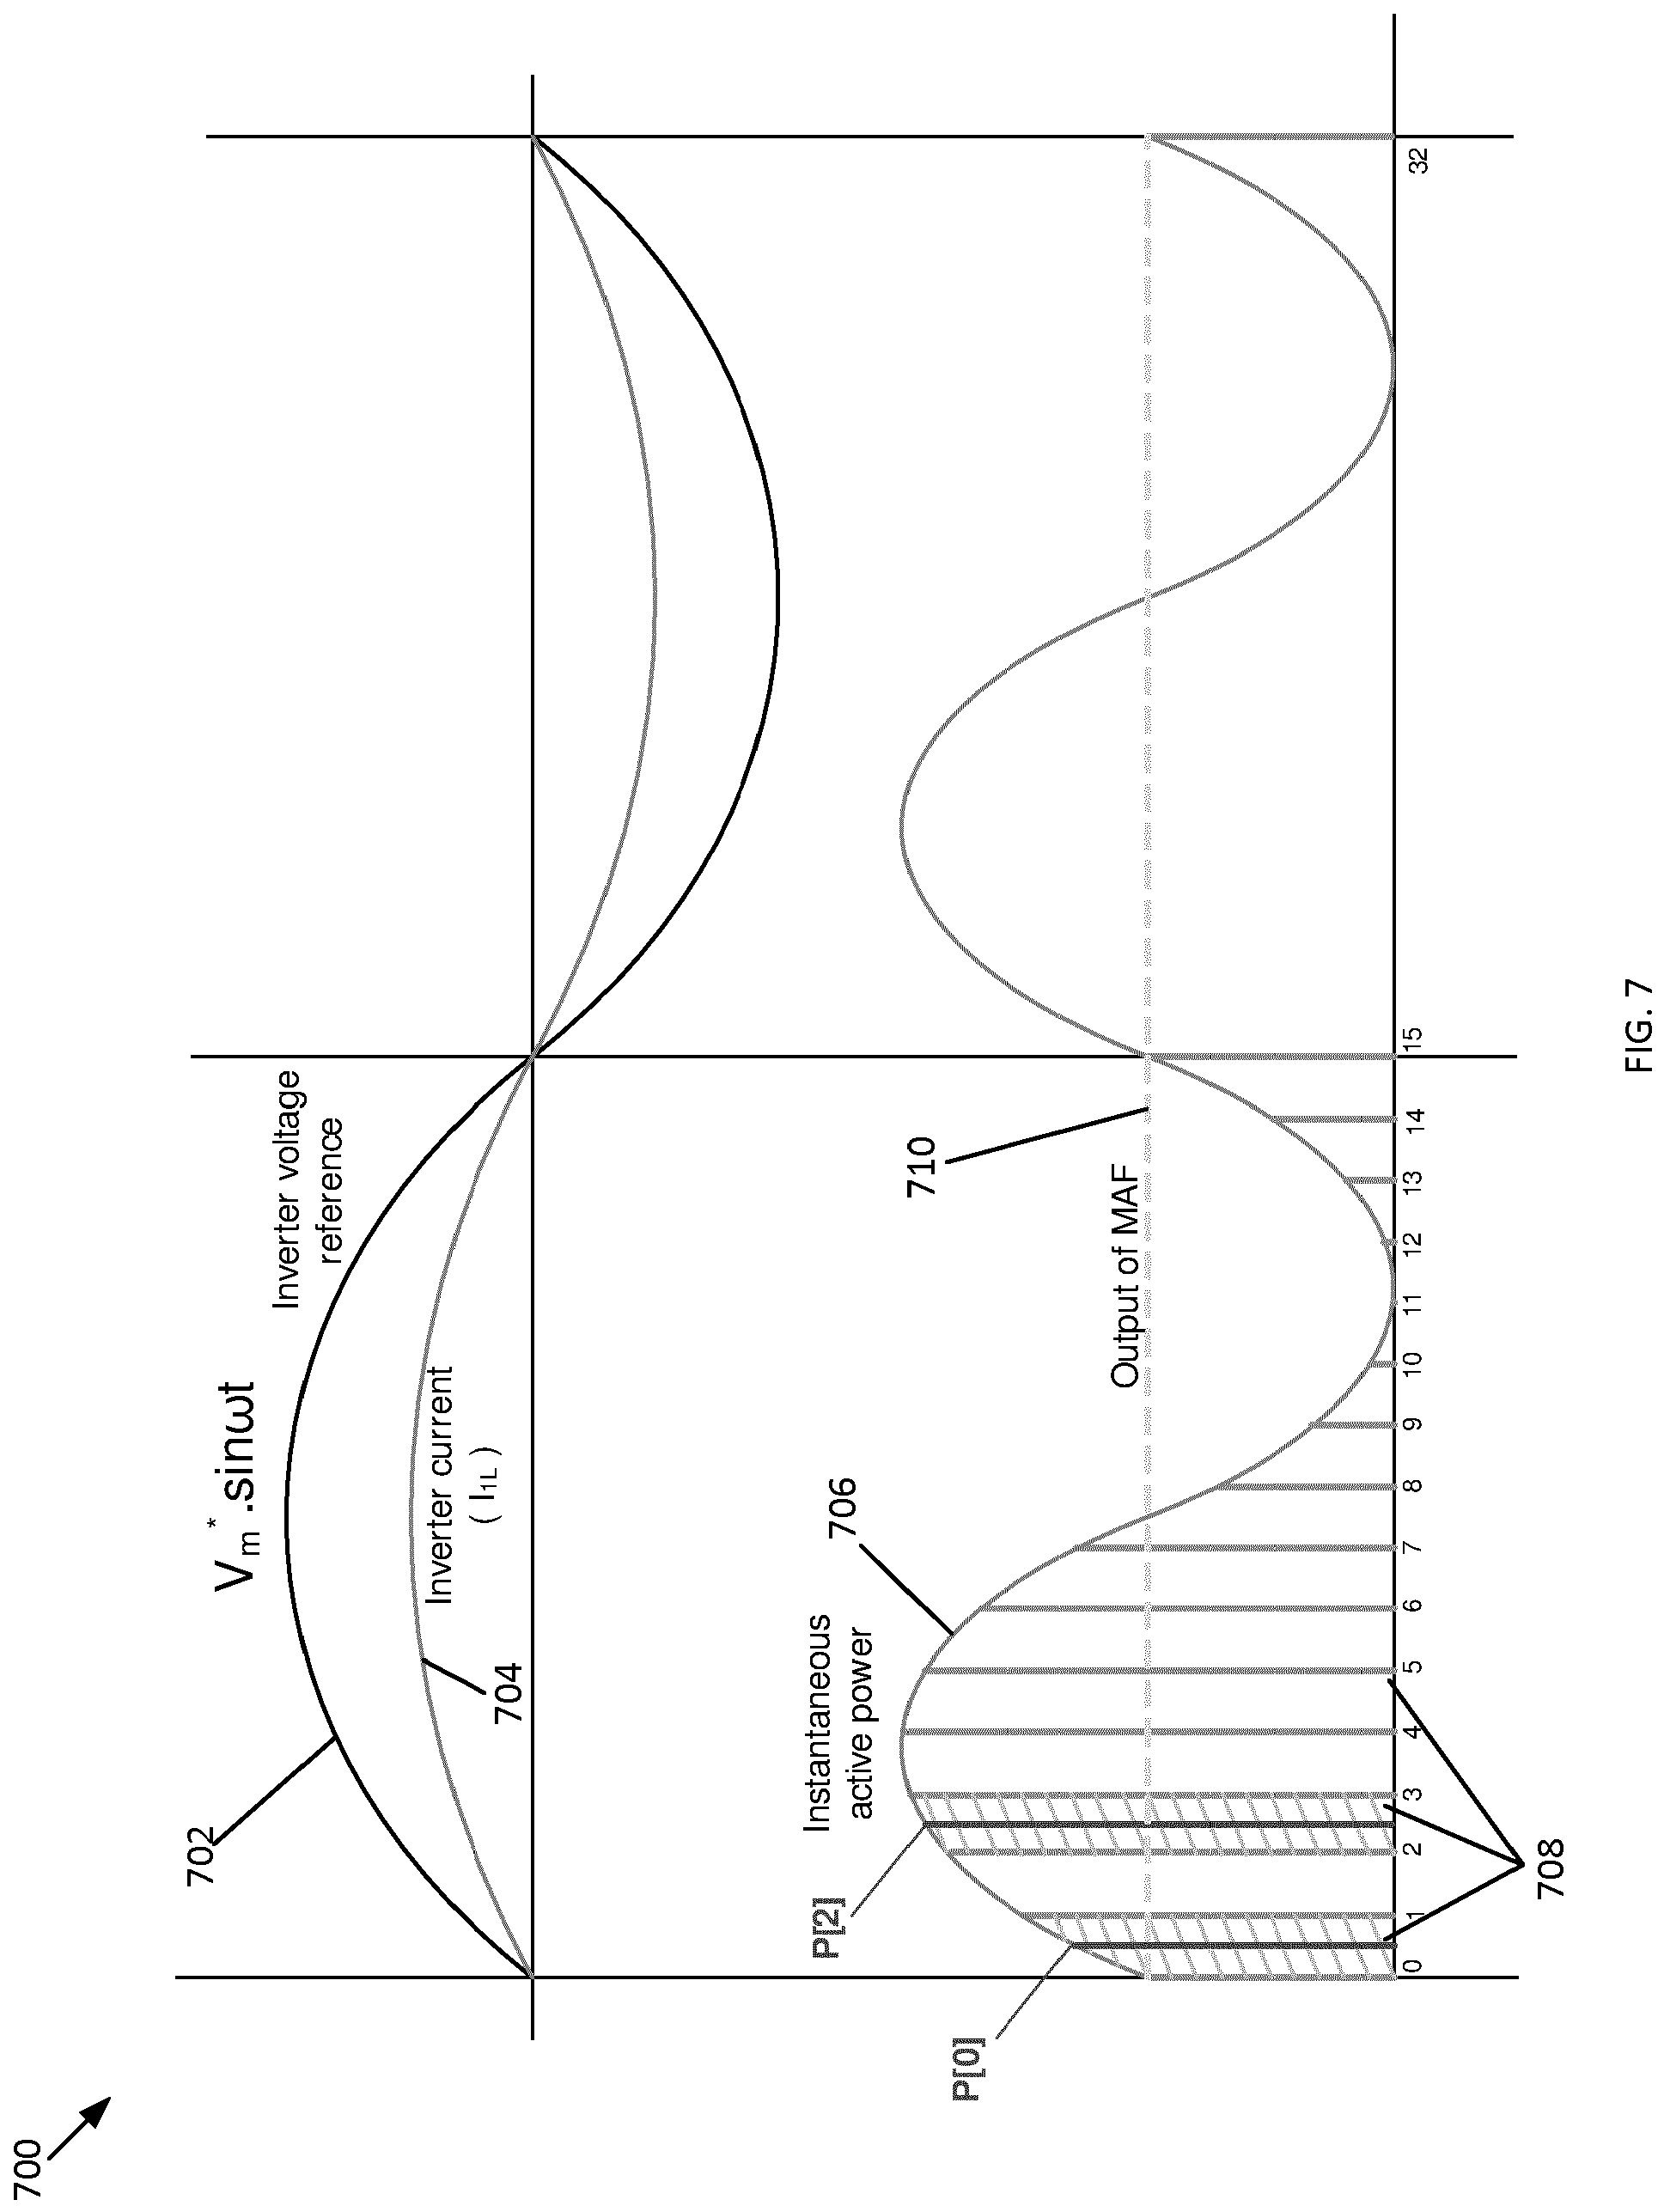 700
702
V_m^* .sinωt
Inverter voltage
reference
Inverter current
( I_1L )
704
Instantaneous
active power
706
710
Output of MAF
P[0]
P[2]
0 1 2 3 4 5 6 7 8 9 10 11 12 13 14 15 32
708
FIG. 7